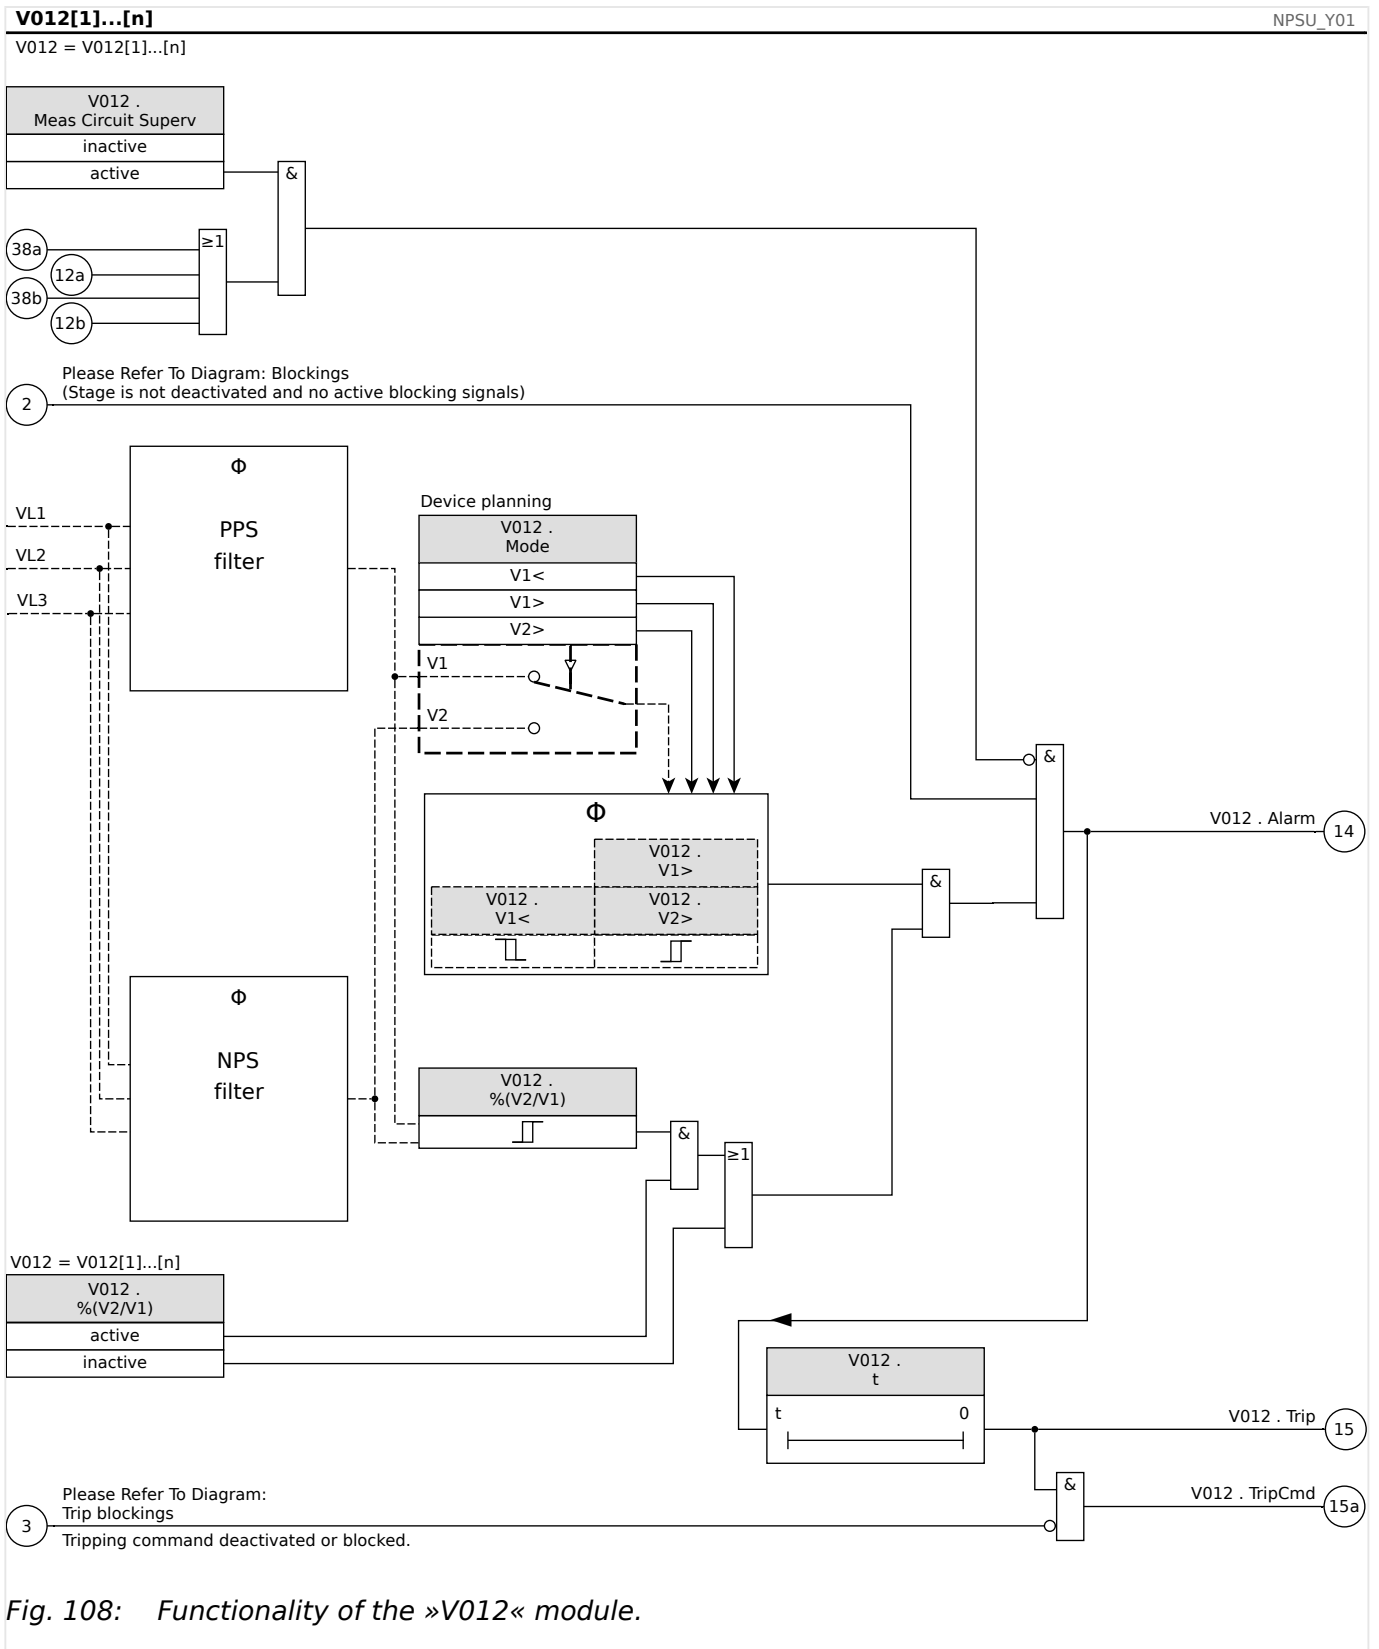 V012[1]...[n]
NPSU_Y01
V012 = V012[1]...[n]
V012 .
Meas Circuit Superv
inactive
active
&
38a
≥1
12a
38b
12b
Please Refer To Diagram: Blockings
(Stage is not deactivated and no active blocking signals)
2
Φ
PPS
filter
VL1
VL2
VL3
Device planning
V012 .
Mode
V1<
V1>
V2>
V1
V2
Φ
V012 .
V1>
V012 .
V1<
V012 .
V2>
&
&
V012 . Alarm
14
Φ
NPS
filter
V012 .
%(V2/V1)
&
≥1
V012 = V012[1]...[n]
V012 .
%(V2/V1)
active
inactive
V012 .
t
t
0
V012 . Trip
15
&
V012 . TripCmd
15a
Please Refer To Diagram:
Trip blockings
3
Tripping command deactivated or blocked.
Fig. 108: Functionality of the »V012« module.